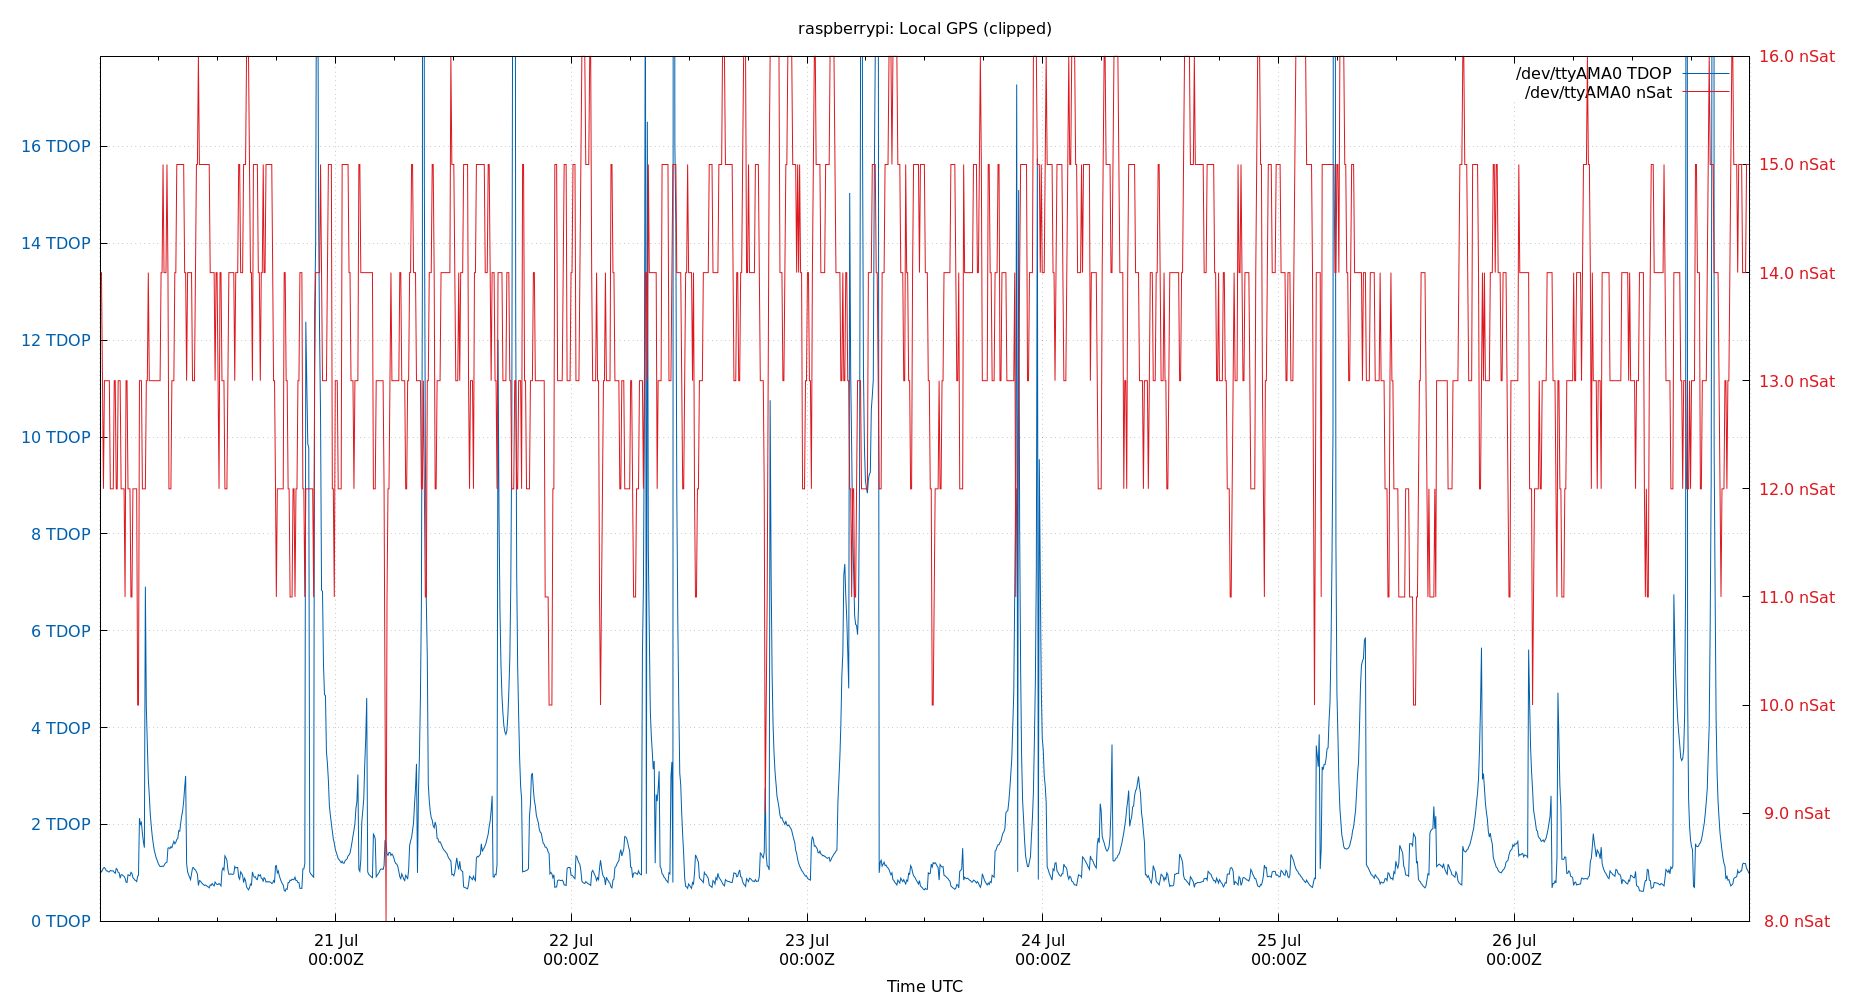 raspberrypi: Local GPS (clipped)
/dev/ttyAMA0 TDOP
/dev/ttyAMA0 nSat
16 TDOP
14 TDOP
12 TDOP
10 TDOP
8 TDOP
6 TDOP
4 TDOP
2 TDOP
0 TDOP
16.0 nSat
15.0 nSat
14.0 nSat
13.0 nSat
12.0 nSat
11.0 nSat
10.0 nSat
9.0 nSat
8.0 nSat
21 Jul
00:00Z
22 Jul
00:00Z
23 Jul
00:00Z
24 Jul
00:00Z
25 Jul
00:00Z
26 Jul
00:00Z
Time UTC